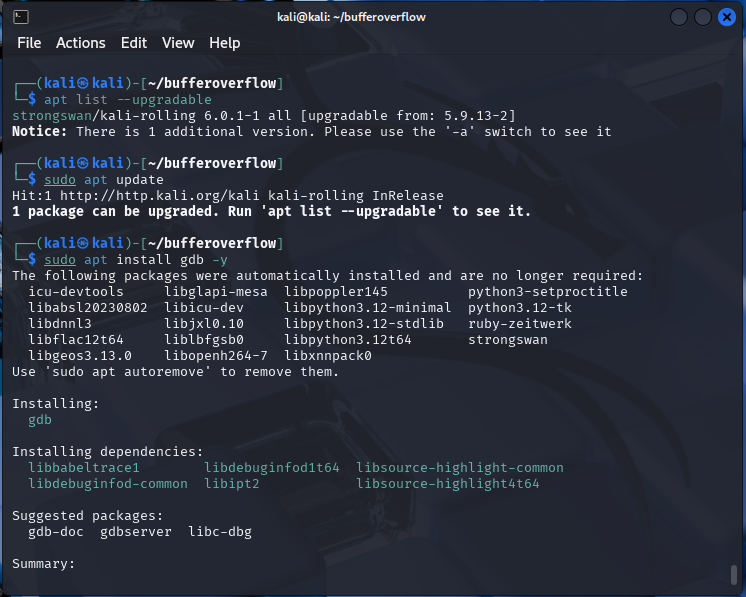 kali@kali: ~/bufferoverflow
File Actions Edit View Help
┌──(kali㉿kali)-[~/bufferoverflow]
└─$ apt list --upgradable
strongswan/kali-rolling 6.0.1-1 all [upgradable from: 5.9.13-2]
Notice: There is 1 additional version. Please use the '-a' switch to see it
┌──(kali㉿kali)-[~/bufferoverflow]
└─$ sudo apt update
Hit:1 http://http.kali.org/kali kali-rolling InRelease
1 package can be upgraded. Run 'apt list --upgradable' to see it.
┌──(kali㉿kali)-[~/bufferoverflow]
└─$ sudo apt install gdb -y
The following packages were automatically installed and are no longer required:
icu-devtools libglapi-mesa libpoppler145 python3-setproctitle
libabsl20230802 libicu-dev libpython3.12-minimal python3.12-tk
libdnnl3 libjxl0.10 libpython3.12-stdlib ruby-zeitwerk
libflac12t64 liblbfgsb0 libpython3.12t64 strongswan
libgeos3.13.0 libopenh264-7 libxnnpack0
Use 'sudo apt autoremove' to remove them.
Installing:
gdb
Installing dependencies:
libbabeltrace1 libdebuginfod1t64 libsource-highlight-common
libdebuginfod-common libipt2 libsource-highlight4t64
Suggested packages:
gdb-doc gdbserver libc-dbg
Summary: